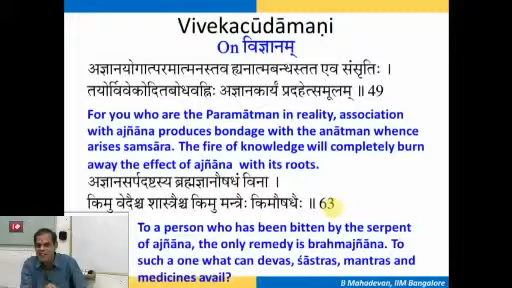 Vivekacūdāmaṇi
On विज्ञानम्
अज्ञानयोगात्परमात्मनस्तव ह्यनात्मबन्धस्तत एव संसृतिः ।
तयोर्विवेकोदितबोधवह्निः अज्ञानकार्यं प्रदहेत्समूलम् ॥ 49
For you who are the Paramātman in reality, association
with ajñāna produces bondage with the anātman whence
arises samsāra. The fire of knowledge will completely burn
away the effect of ajñāna with its roots.
अज्ञानसर्पदष्टस्य ब्रह्मज्ञानौषधं विना ।
किमु वेदैश्च शास्त्रैश्च किमु मन्त्रैः किमौषधैः ॥ 63
To a person who has been bitten by the serpent
of ajñāna, the only remedy is brahmajñāna. To
such a one what can devas, śāstras, mantras and
medicines avail?
B Mahadevan, IIM Bangalore